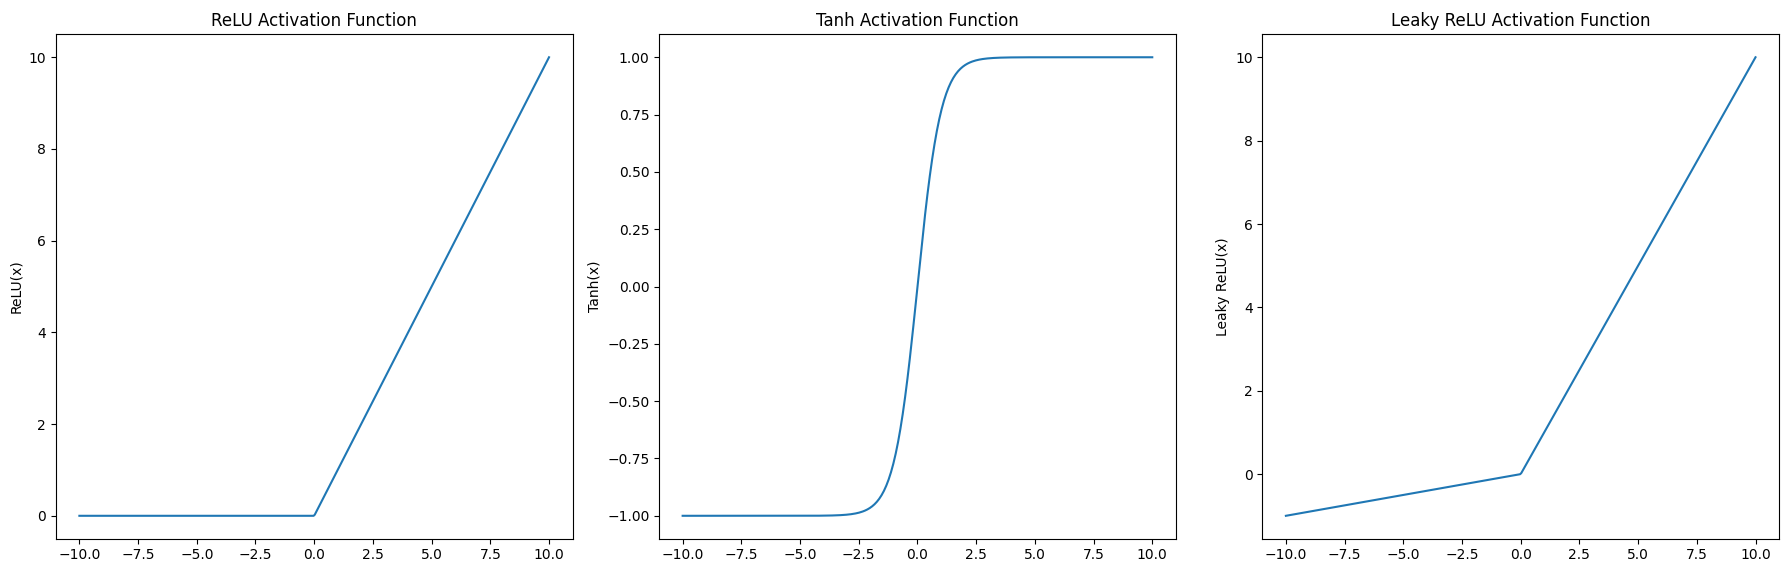 ReLU Activation Function
ReLU(x)
10
8
6
4
2
0
−10.0 −7.5 −5.0 −2.5 0.0 2.5 5.0 7.5 10.0
Tanh Activation Function
Tanh(x)
1.00
0.75
0.50
0.25
0.00
−0.25
−0.50
−0.75
−1.00
−10.0 −7.5 −5.0 −2.5 0.0 2.5 5.0 7.5 10.0
Leaky ReLU Activation Function
Leaky ReLU(x)
10
8
6
4
2
0
−10.0 −7.5 −5.0 −2.5 0.0 2.5 5.0 7.5 10.0